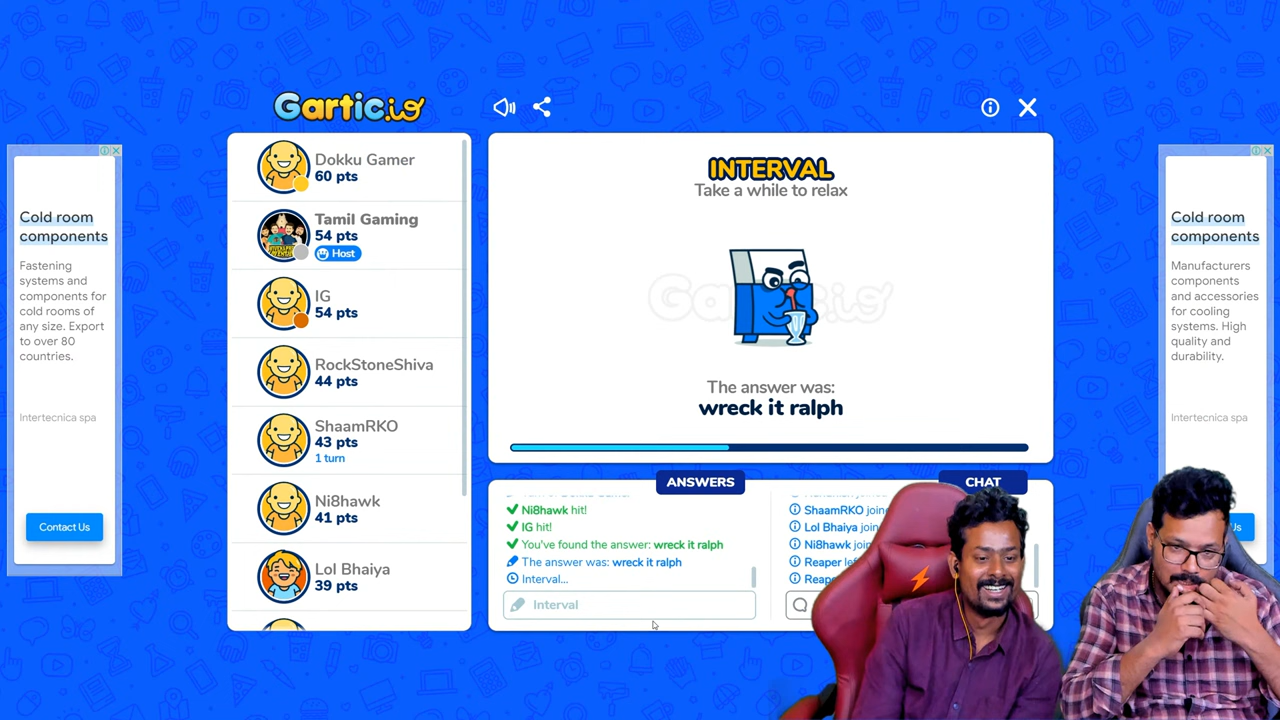 Gartic.io
Cold room
components
Fastening
systems and
components for
cold rooms of
any size. Export
to over 80
countries.
Intertecnica spa
Contact Us
Dokku Gamer
60 pts
Tamil Gaming
54 pts
Host
IG
54 pts
RockStoneShiva
44 pts
ShaamRKO
43 pts
1 turn
Ni8hawk
41 pts
Lol Bhaiya
39 pts
INTERVAL
Take a while to relax
The answer was:
wreck it ralph
ANSWERS
Ni8hawk hit!
IG hit!
You've found the answer: wreck it ralph
The answer was: wreck it ralph
Interval...
Interval
CHAT
ShaamRKO joine
Lol Bhaiya join
Ni8hawk join
Reaper lef
Reape
Cold room
components
Manufacturers
components
and accessories
for cooling
systems. High
quality and
durability.
Intertecnica spa
Us